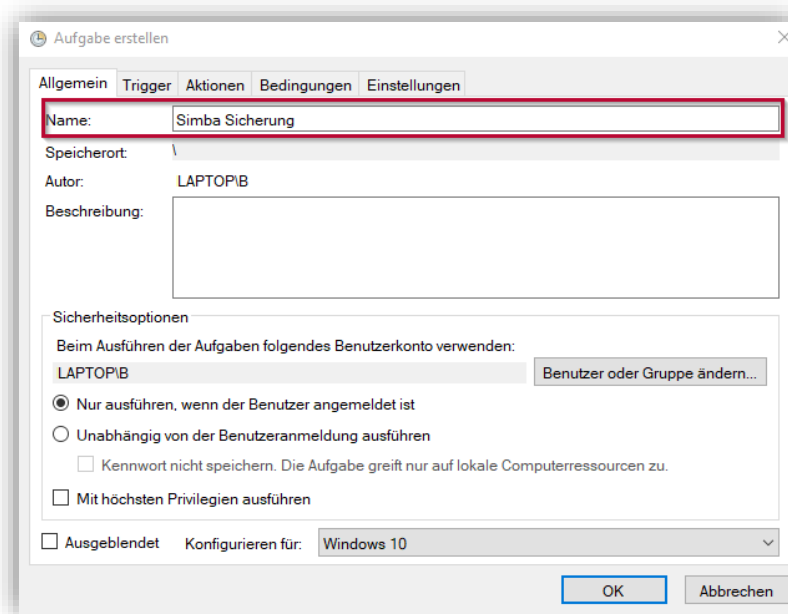 Aufgabe erstellen
Allgemein Trigger Aktionen Bedingungen Einstellungen
Name: Simba Sicherung
Speicherort: \
Autor: LAPTOP\B
Beschreibung:
Sicherheitsoptionen
Beim Ausführen der Aufgaben folgendes Benutzerkonto verwenden:
LAPTOP\B Benutzer oder Gruppe ändern...
Nur ausführen, wenn der Benutzer angemeldet ist
Unabhängig von der Benutzeranmeldung ausführen
Kennwort nicht speichern. Die Aufgabe greift nur auf lokale Computerressourcen zu.
Mit höchsten Privilegien ausführen
Ausgeblendet Konfigurieren für: Windows 10
OK Abbrechen